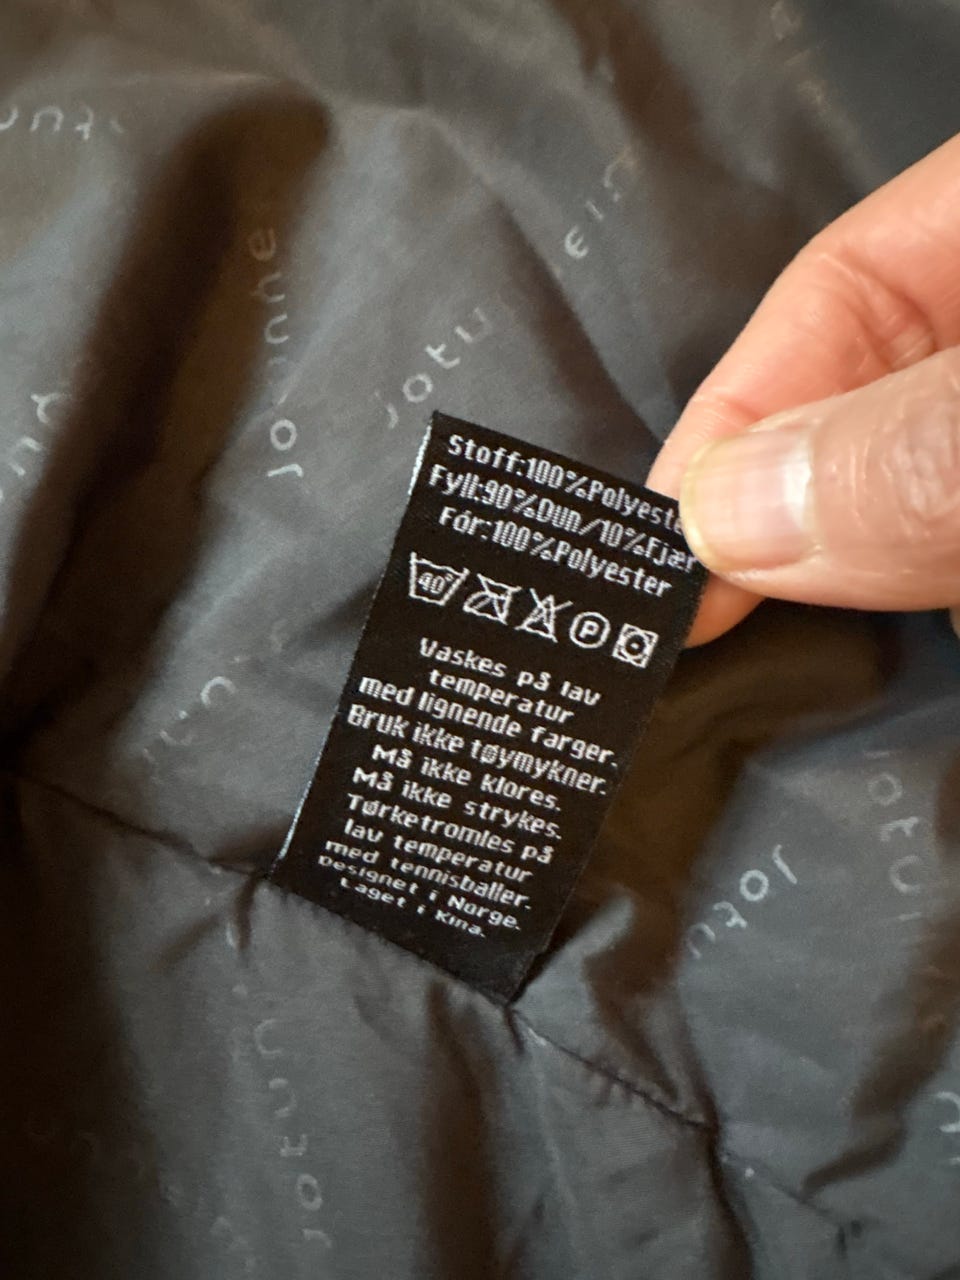 Stoff:100%Polyeste
Fyll:90%Dun/10%Fjær
Fór:100%Polyester
40°
P
Vaskes på lav
temperatur
med lignende farger.
Bruk ikke tøymykner.
Må ikke klores.
Må ikke strykes.
Tørketromles på
lav temperatur
med tennisballer.
Designet i Norge.
Laget i Kina.